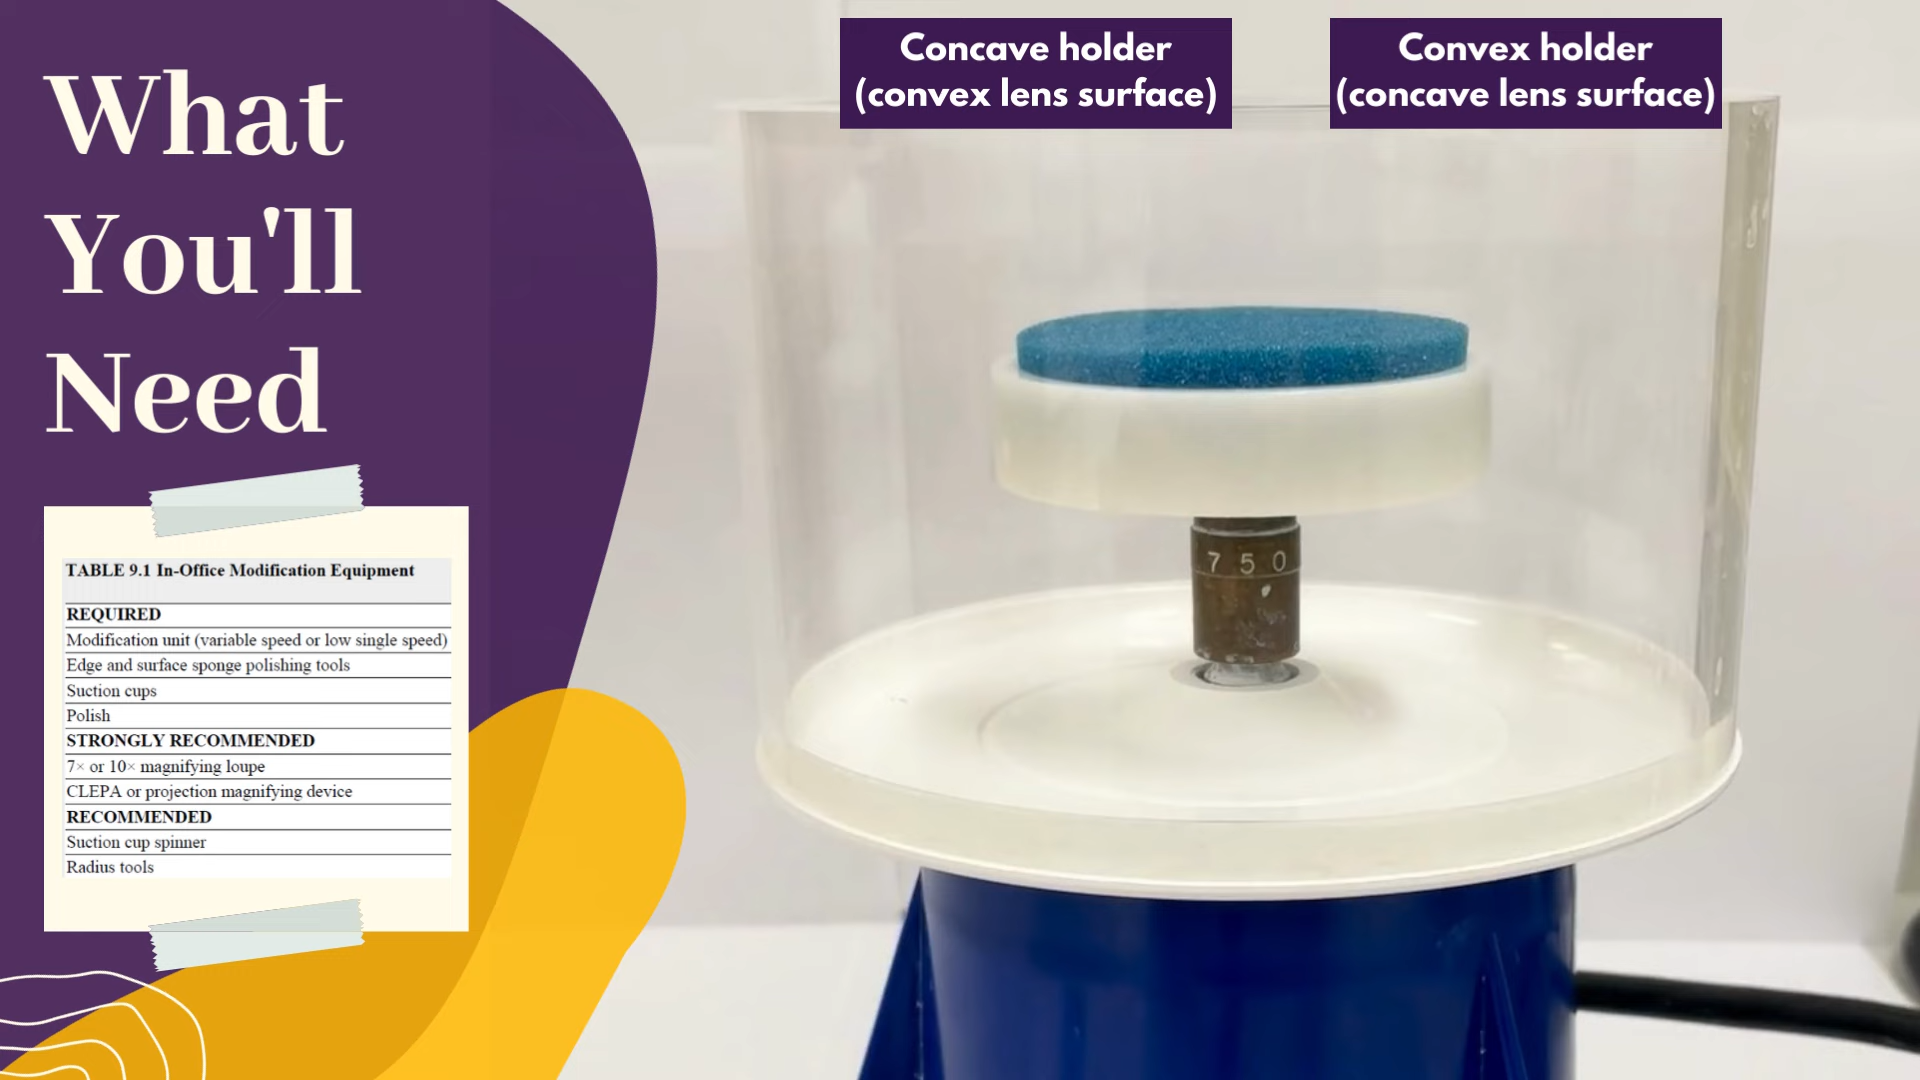 What
You'll
Need
TABLE 9.1 In-Office Modification Equipment
REQUIRED
Modification unit (variable speed or low single speed)
Edge and surface sponge polishing tools
Suction cups
Polish
STRONGLY RECOMMENDED
7× or 10× magnifying loupe
CLEPA or projection magnifying device
RECOMMENDED
Suction cup spinner
Radius tools
Concave holder
(convex lens surface)
Convex holder
(concave lens surface)
750